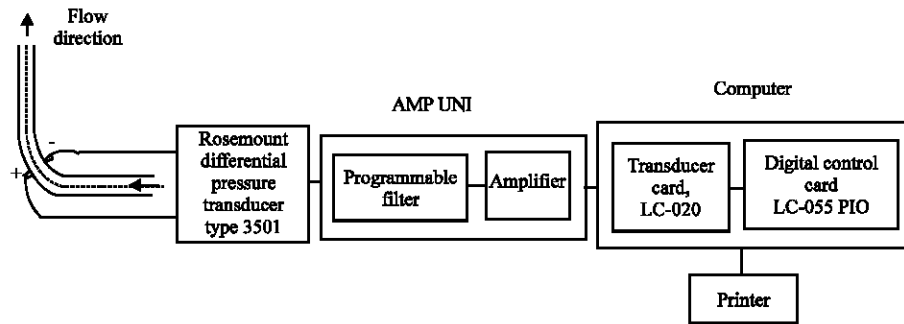 Flow
direction
-
+
Rosemount
differential
pressure
transducer
type 3501
AMP UNI
Programmable
filter
Amplifier
Computer
Transducer
card,
LC-020
Digital control
card
LC-055 PIO
Printer